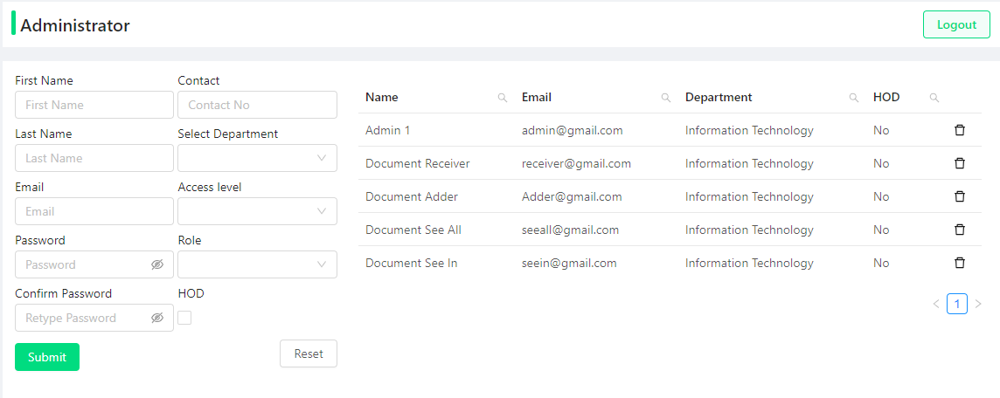 Administrator
Logout
First Name
Contact
First Name
Contact No
Last Name
Select Department
Last Name
Email
Access level
Email
Password
Role
Password
Confirm Password
HOD
Retype Password
Submit
Reset
Name Email Department HOD
Admin 1 admin@gmail.com Information Technology No
Document Receiver receiver@gmail.com Information Technology No
Document Adder Adder@gmail.com Information Technology No
Document See All seeall@gmail.com Information Technology No
Document See In seein@gmail.com Information Technology No
1